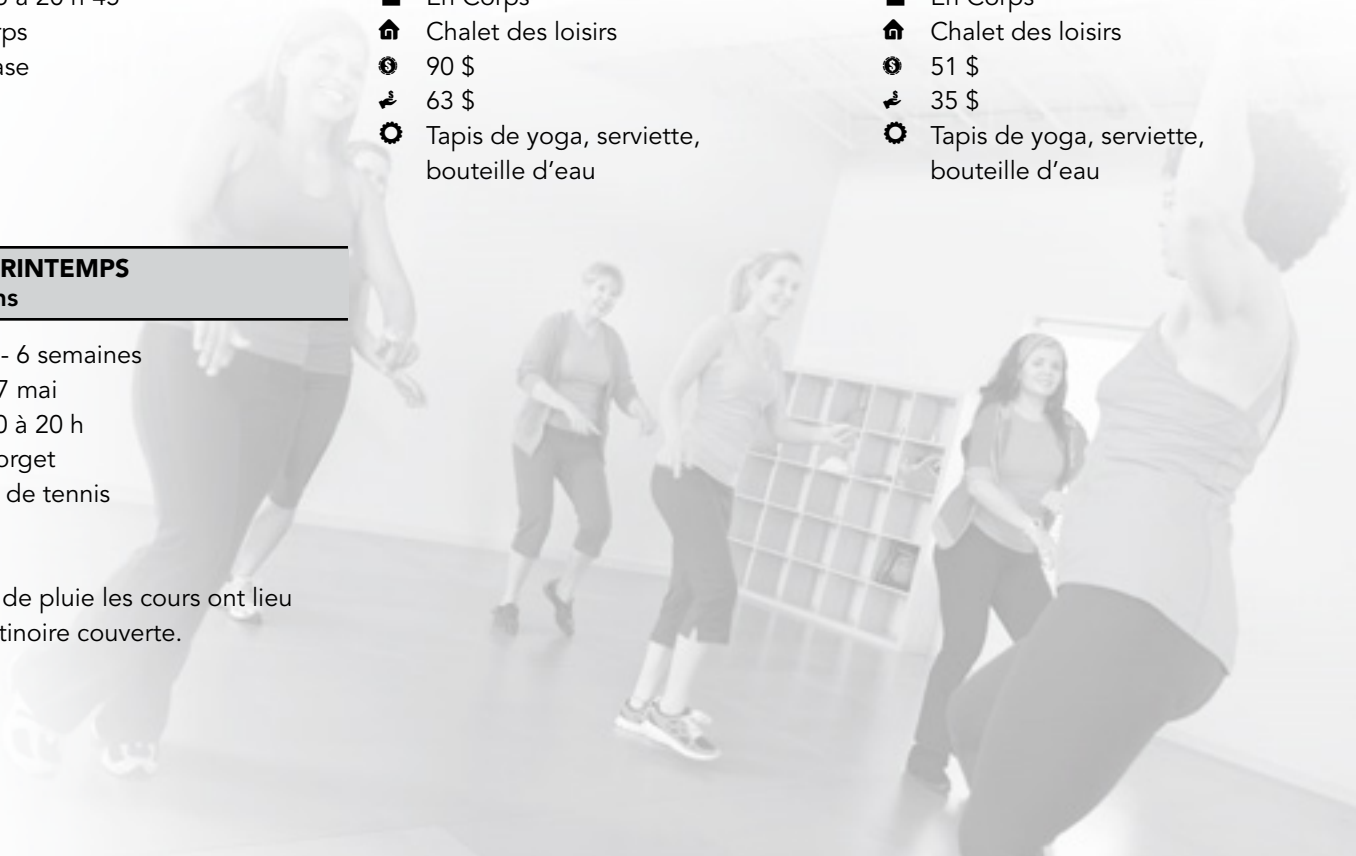 à 20 h 45
rps
ase
RINTEMPS
ns
- 6 semaines
7 mai
0 à 20 h
orget
de tennis
de pluie les cours ont lieu
tinoire couverte.
En Corps
Chalet des loisirs
90 $
63 $
Tapis de yoga, serviette,
bouteille d’eau
En Corps
Chalet des loisirs
51 $
35 $
Tapis de yoga, serviette,
bouteille d’eau